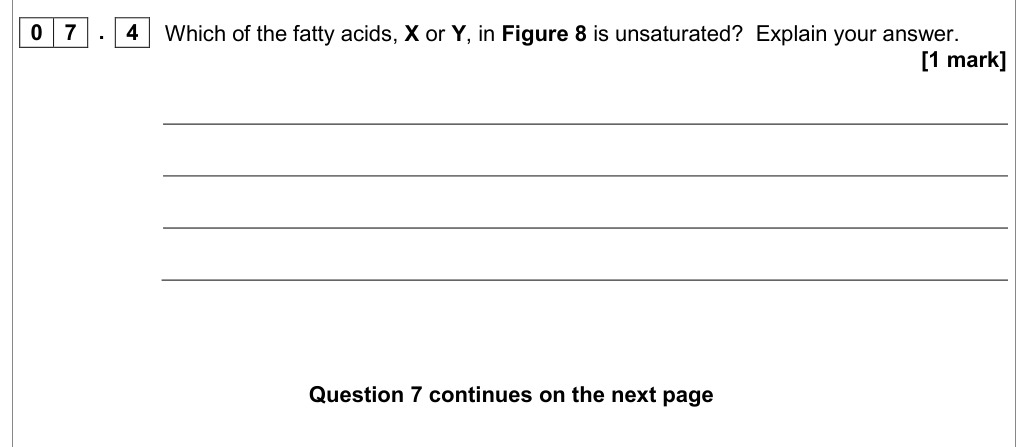 0 7 . 4 Which of the fatty acids, X or Y, in Figure 8 is unsaturated? Explain your answer.
[1 mark]
Question 7 continues on the next page